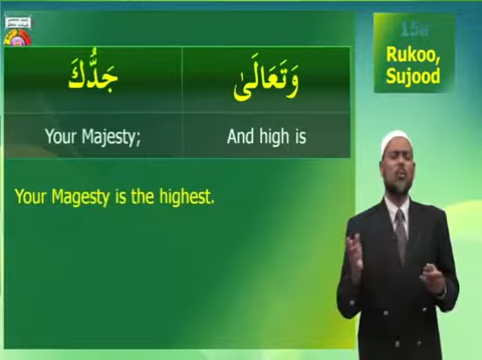 15a
Rukoo,
Sujood
وَتَعَالَىٰ جَدُّكَ
And high is Your Majesty;
Your Magesty is the highest.